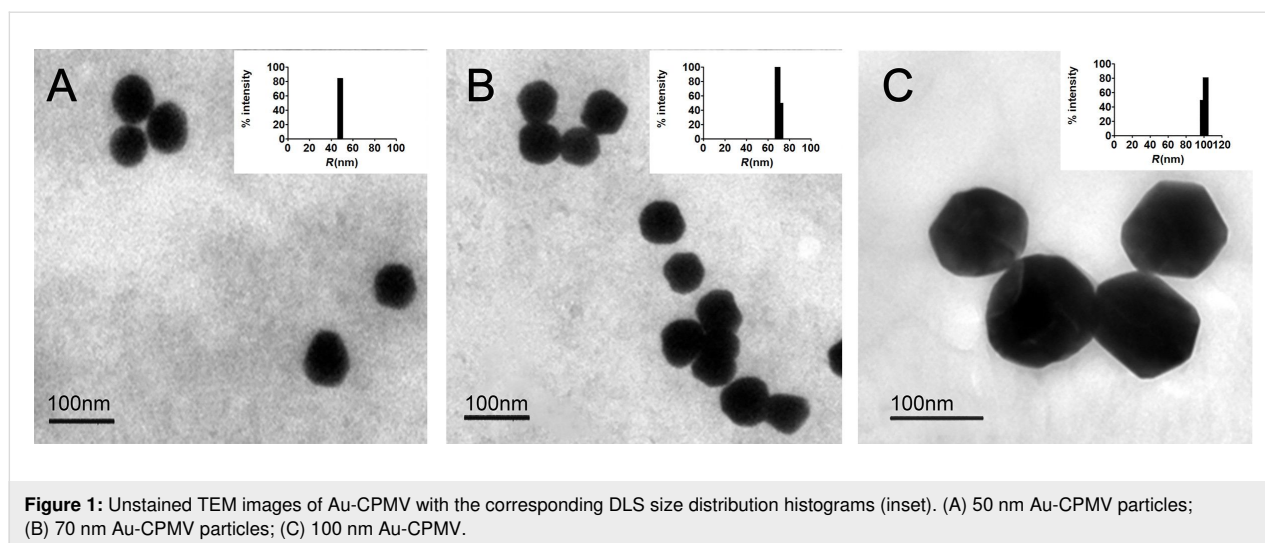 A
% intensity
100
80
60
40
20
0
0 20 40 60 80 100
R(nm)
100nm
B
% intensity
100
80
60
40
20
0
0 20 40 60 80 100
R(nm)
100nm
C
% intensity
100
80
60
40
20
0
0 20 40 60 80 100 120
R(nm)
100nm
Figure 1: Unstained TEM images of Au-CPMV with the corresponding DLS size distribution histograms (inset). (A) 50 nm Au-CPMV particles;
(B) 70 nm Au-CPMV particles; (C) 100 nm Au-CPMV.